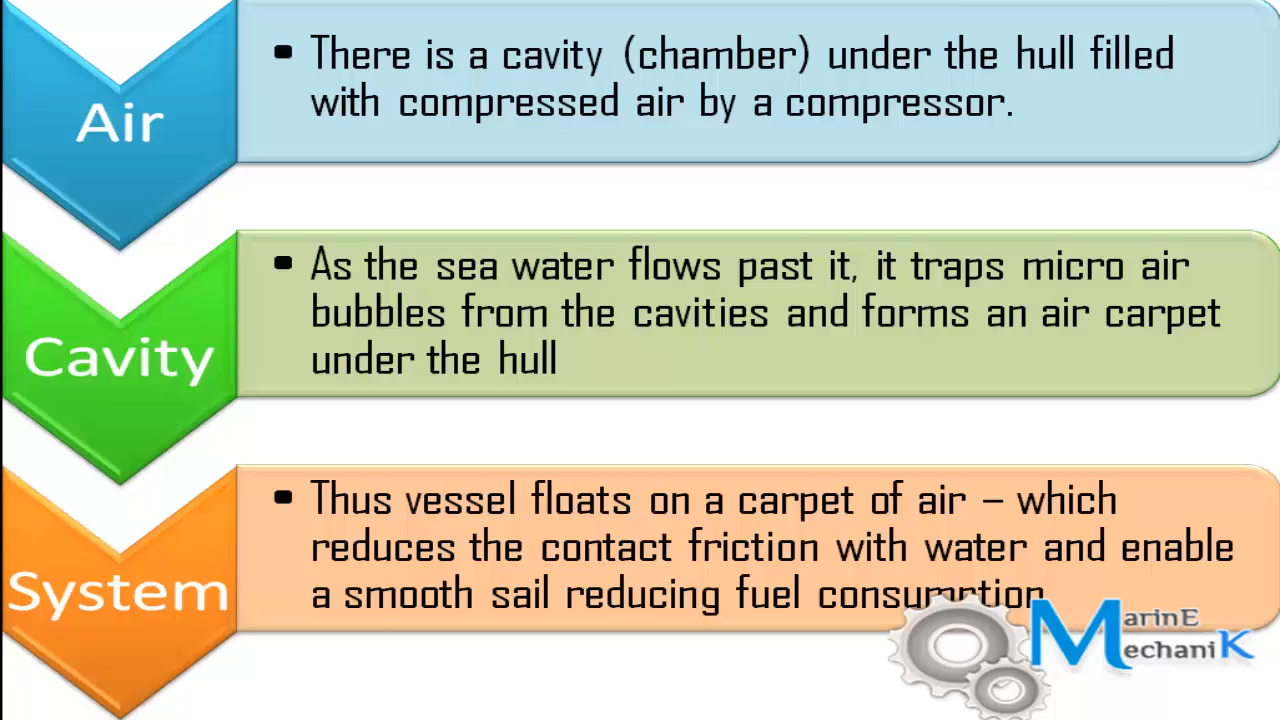 Air
▪ There is a cavity (chamber) under the hull filled
with compressed air by a compressor.
Cavity
▪ As the sea water flows past it, it traps micro air
bubbles from the cavities and forms an air carpet
under the hull
System
▪ Thus vessel floats on a carpet of air – which
reduces the contact friction with water and enable
a smooth sail reducing fuel consumption
MarinE
MechaniK